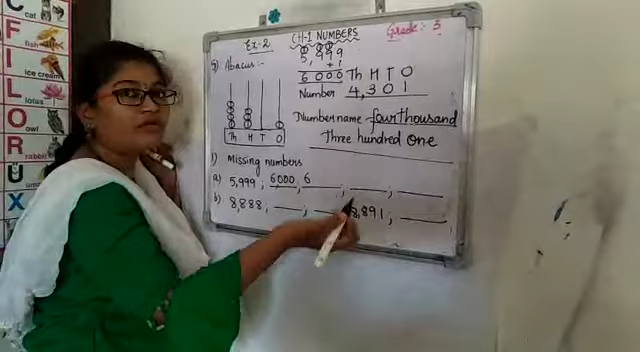 Ex-2
CH-1 NUMBERS
Grade:- 3
5) Abacus:-
5,999
+1
6000
Th H T O
Number 4,301
Th H T O
Number name four thousand
Three hundred One
1) Missing numbers
a) 5,999; 6000, 6
b) 8,888; 8,891;
cat
C
fish
F
ice cream
I
lotus
L
owl
O
rabbit
R
U
X